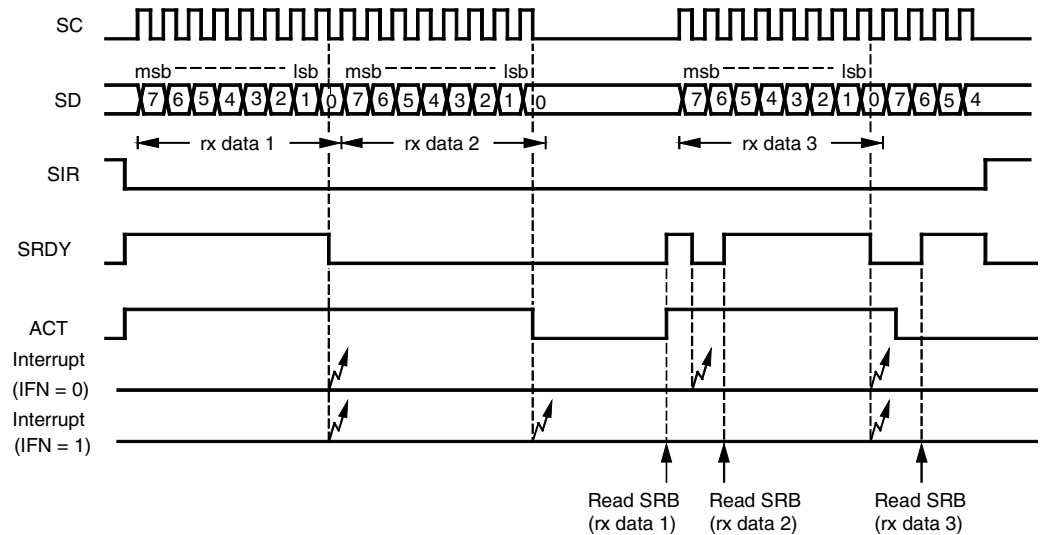 SC
msb lsb msb lsb msb lsb
SD 7 6 5 4 3 2 1 0 7 6 5 4 3 2 1 0 7 6 5 4 3 2 1 0 7 6 5 4
rx data 1 rx data 2 rx data 3
SIR
SRDY
ACT
Interrupt
(IFN = 0)
Interrupt
(IFN = 1)
Read SRB Read SRB Read SRB
(rx data 1) (rx data 2) (rx data 3)